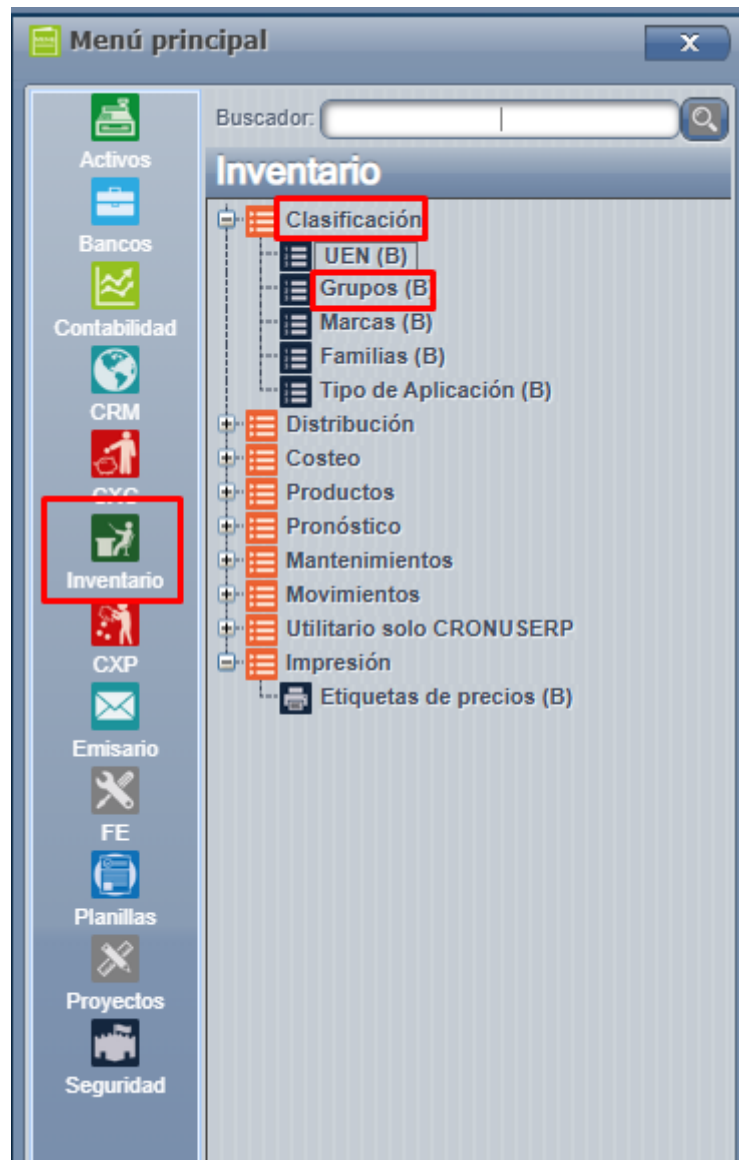 Menú principal
x
Buscador:
Inventario
Activos
Bancos
Contabilidad
CRM
CXC
Inventario
CXP
Emisario
FE
Planillas
Proyectos
Seguridad
Clasificación
UEN (B)
Grupos (B)
Marcas (B)
Familias (B)
Tipo de Aplicación (B)
Distribución
Costeo
Productos
Pronóstico
Mantenimientos
Movimientos
Utilitario solo CRONUSERP
Impresión
Etiquetas de precios (B)